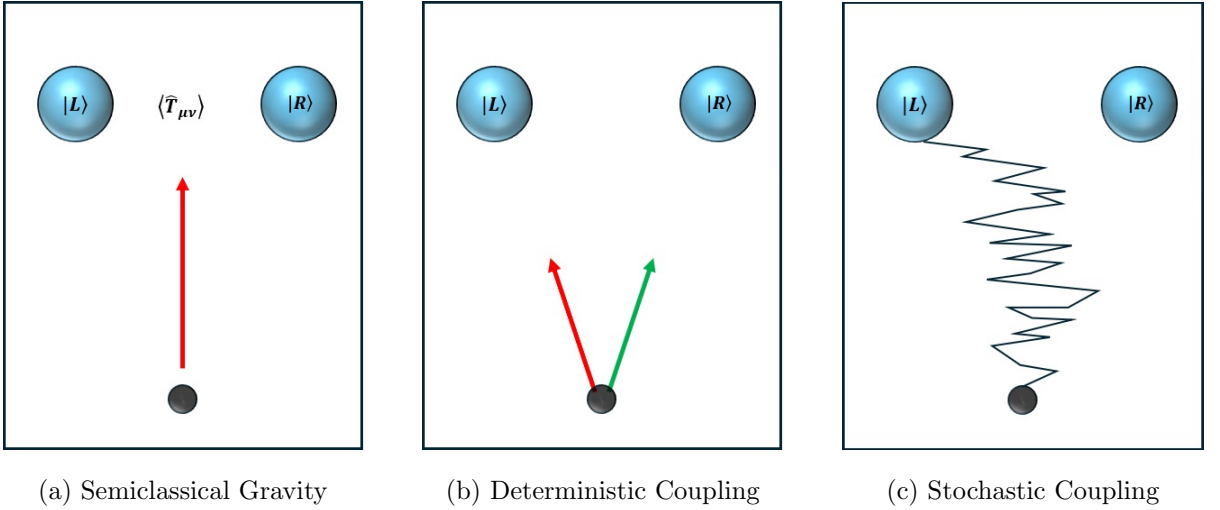 |L⟩ ⟨T̂μν⟩ |R⟩
|L⟩ |R⟩
|L⟩ |R⟩
(a) Semiclassical Gravity
(b) Deterministic Coupling
(c) Stochastic Coupling